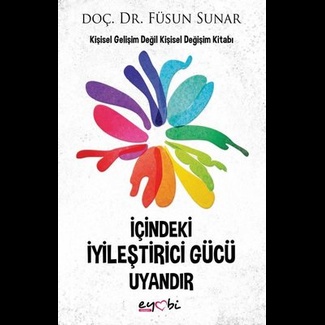 DOÇ. DR. FÜSUN SUNAR
Kişisel Gelişim Değil Kişisel Değişim Kitabı
İÇİNDEKİ
İYİLEŞTİRİCİ GÜCÜ
UYANDIR
eyobi